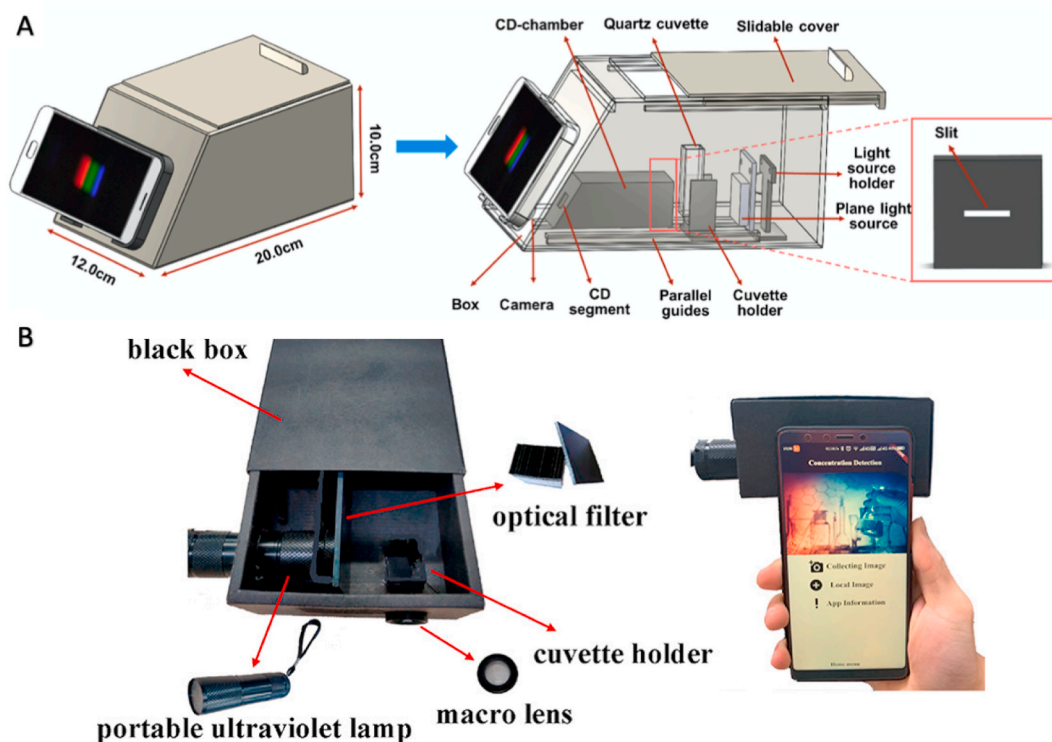 A
CD-chamber
Quartz cuvette
Slidable cover
10.0cm
20.0cm
12.0cm
Slit
Light
source
holder
Plane light
source
Box
Camera
CD
segment
Parallel
guides
Cuvette
holder
B
black box
optical filter
cuvette holder
macro lens
portable ultraviolet lamp
Concentration Detection
Collecting Image
Local Image
App Information